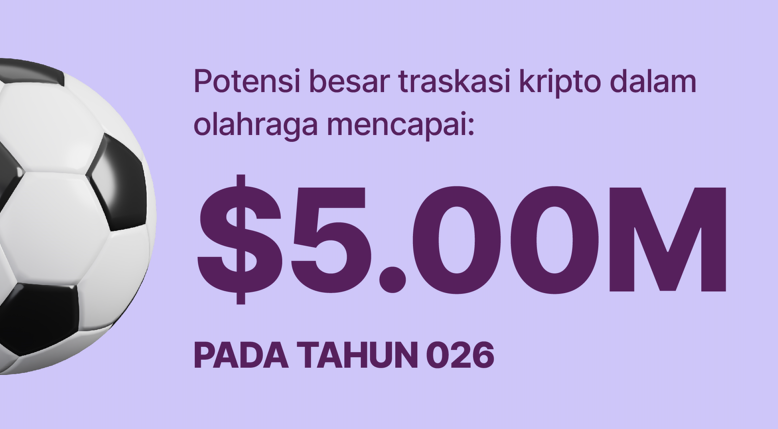 Potensi besar traskasi kripto dalam
olahraga mencapai:
$5.00M
PADA TAHUN 026